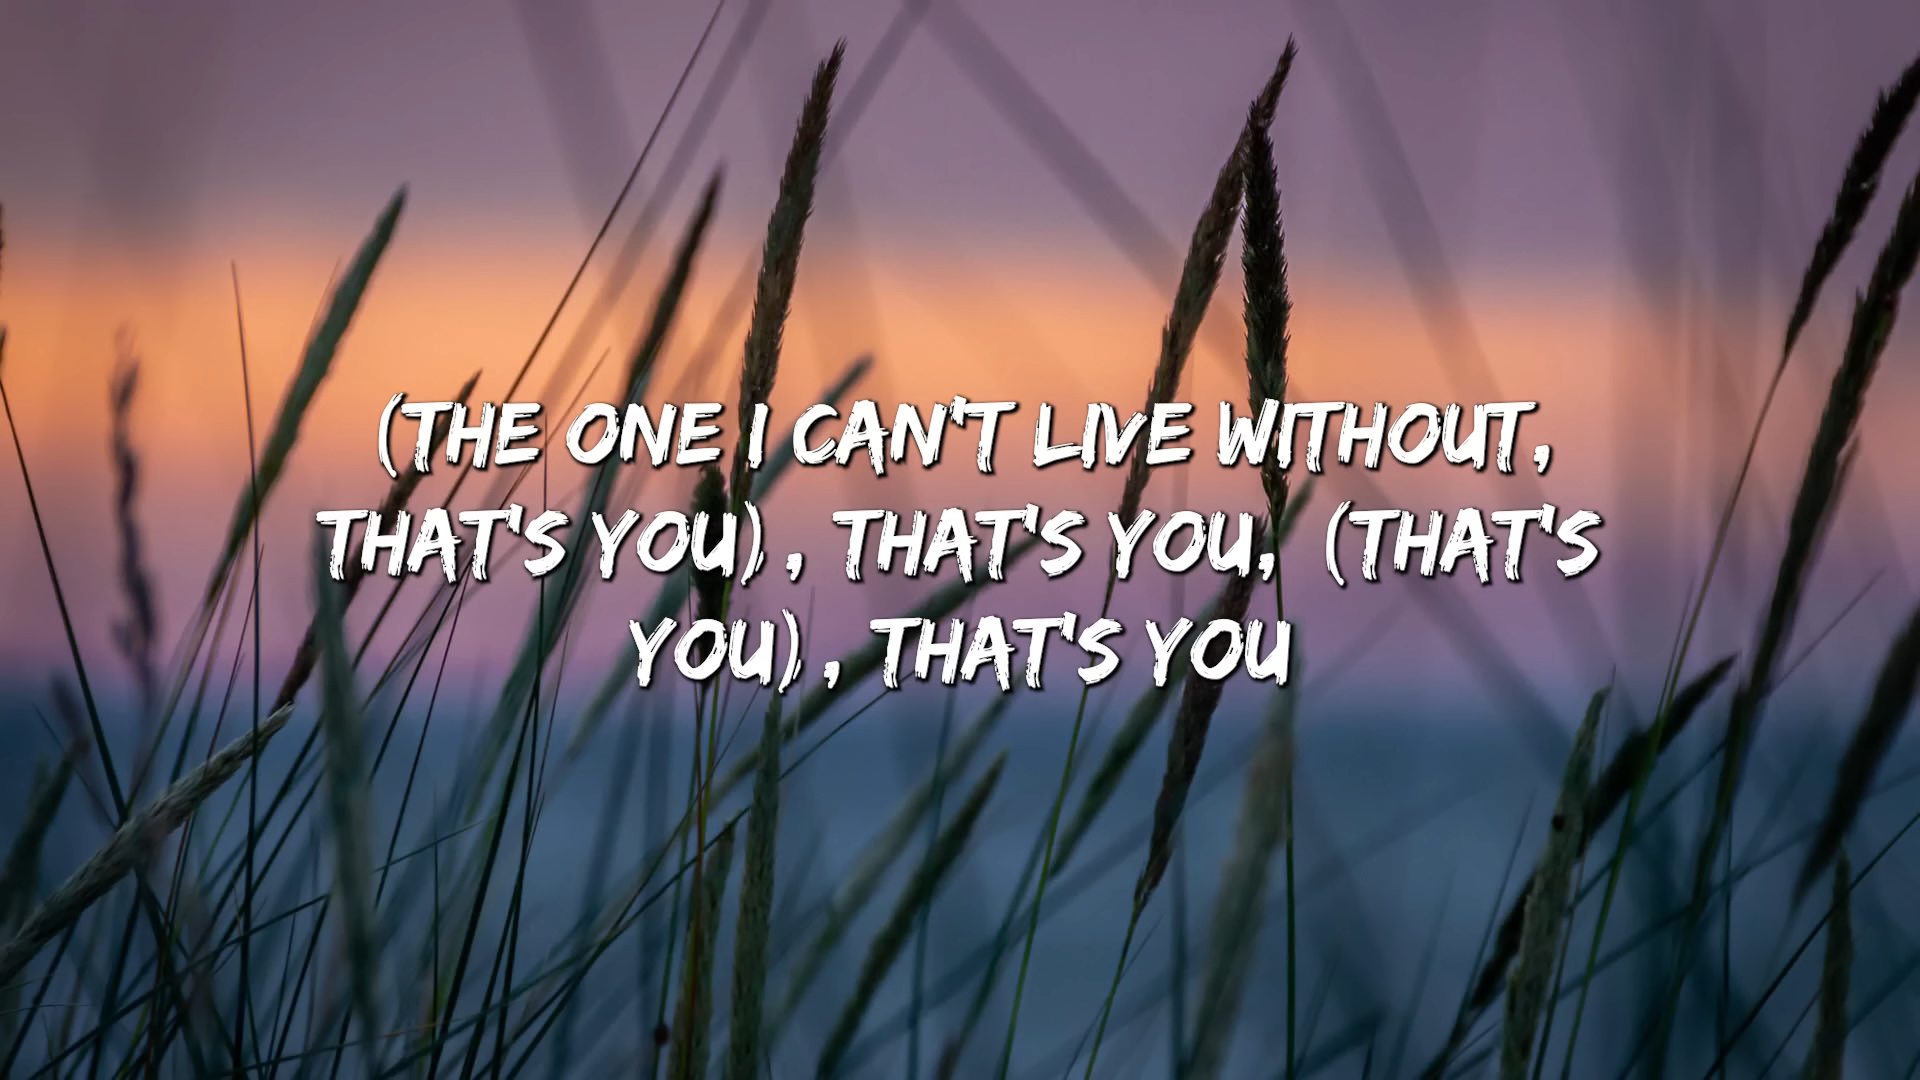 (THE ONE I CAN'T LIVE WITHOUT,
THAT'S YOU), THAT'S YOU, (THAT'S
YOU), THAT'S YOU